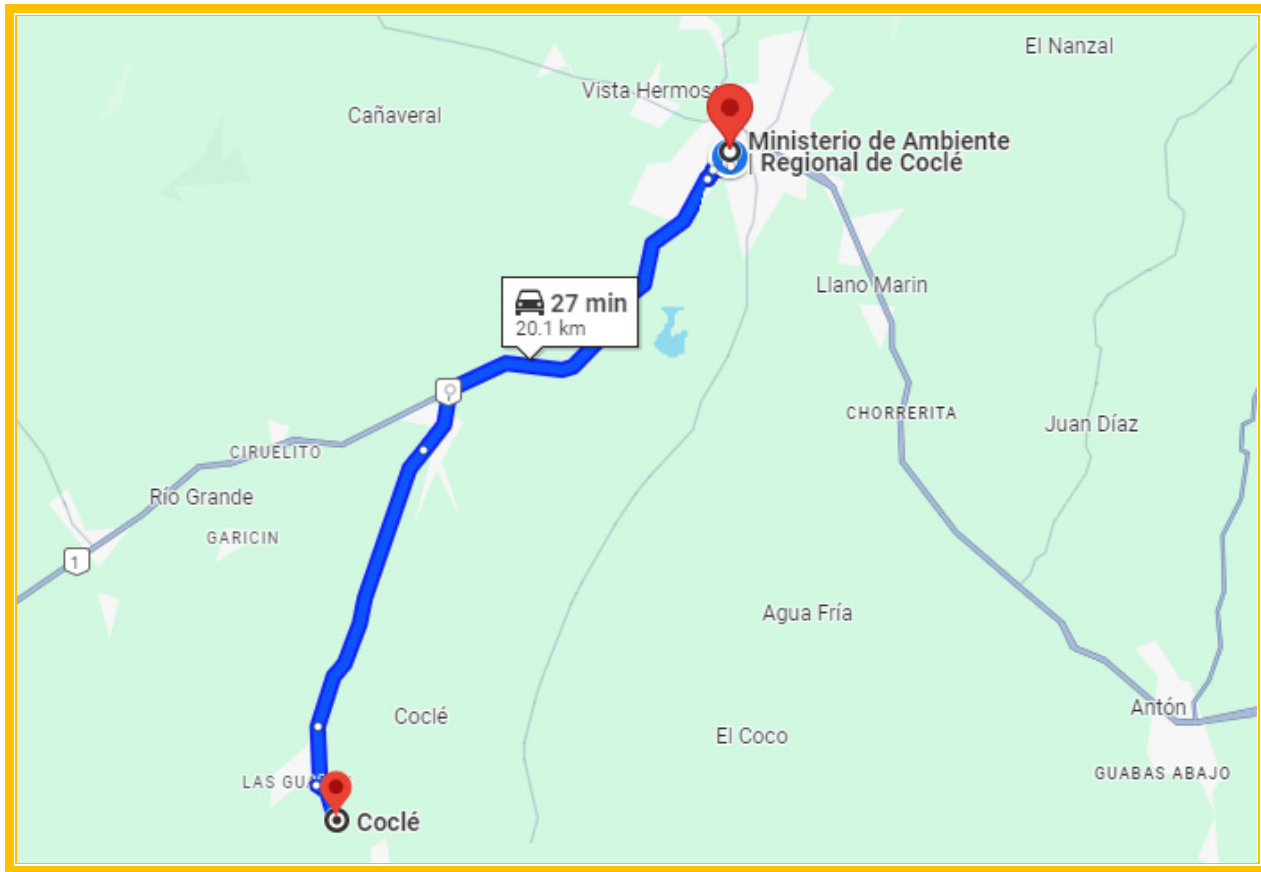 El Nanzal
Vista Hermos
Cañaveral
Ministerio de Ambiente
| Regional de Coclé
Llano Marin
27 min
20.1 km
CHORRERITA
Juan Díaz
CIRUELITO
Río Grande
GARICIN
1
Agua Fría
Coclé
El Coco
Antón
LAS GUA
GUABAS ABAJO
Coclé